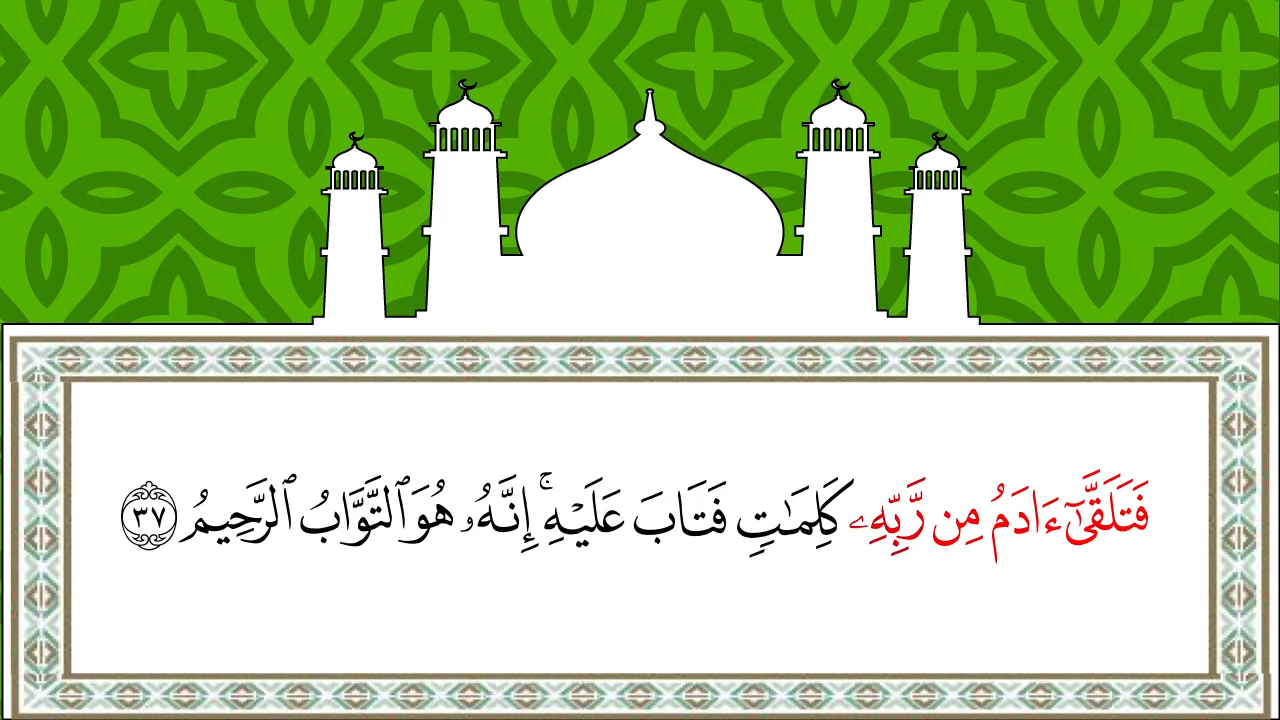 فَتَلَقَّىٰٓ ءَادَمُ مِن رَّبِّهِۦ كَلِمَٰتٍۢ فَتَابَ عَلَيْهِ ۚ إِنَّهُۥ هُوَ ٱلتَّوَّابُ ٱلرَّحِيمُ ٣٧